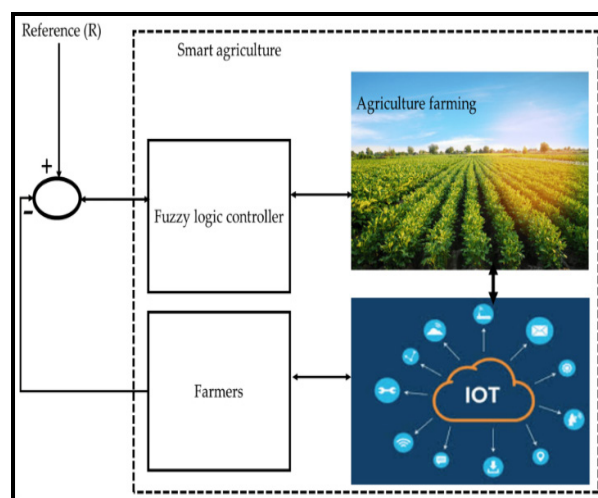 Reference (R)
Smart agriculture
Agriculture farming
+
−
Fuzzy logic controller
Farmers
IOT